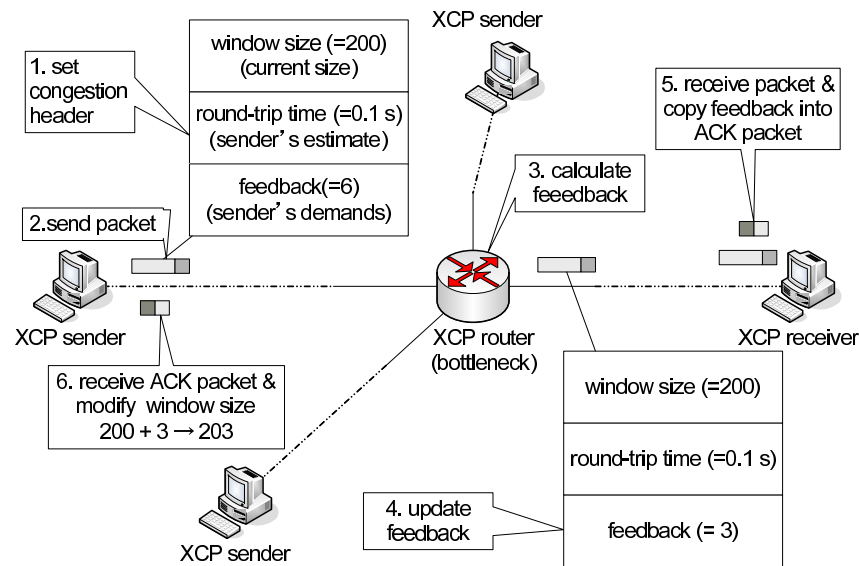 XCP sender
1. set
congestion
header
window size (=200)
(current size)
round-trip time (=0.1 s)
(sender's estimate)
feedback(=6)
(sender's demands)
5. receive packet &
copy feedback into
ACK packet
3. calculate
feeedback
2.send packet
XCP sender
XCP router
(bottleneck)
XCP receiver
6. receive ACK packet &
modify window size
200 + 3 → 203
window size (=200)
round-trip time (=0.1 s)
feedback (= 3)
4. update
feedback
XCP sender